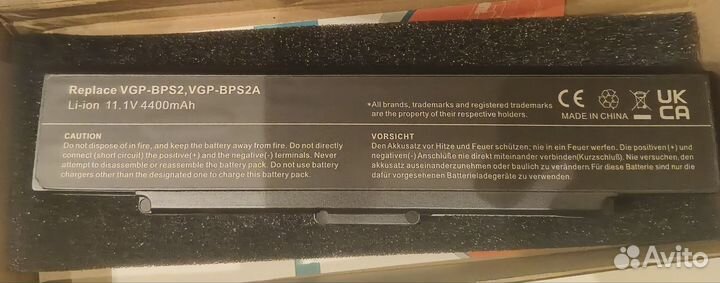 Replace VGP-BPS2,VGP-BPS2A
Li-ion 11.1V 4400mAh
*All brands, trademarks and registered trademarks
are the property of their respective holders.
CE
UK
CA
MADE IN CHINA
CAUTION
Do not dispose of in fire, and keep the battery away from fire. Do not directly
connect (short circuit) the positive(+) and the negative(-) terminals. Never
attempt to disassemble or reassemble the battery pack. Do not use battery
chargers other than the designated one to charge this battery pack.
VORSICHT
Den Akkusatz vor Hitze und Feuer schützen; nie in ein Feuer werfen. Die positiven(+) und
negativen(-) Anschlüße nie direkt miteinander verbinden(Kurzschluß). Nie versuchen, den
akkusatz auseinanderzunehmen oder baulich zu verändern. Für diese Batterien sind nur
dafür vorgesehenen Batterieladegeräte zu verwenden.
Avito